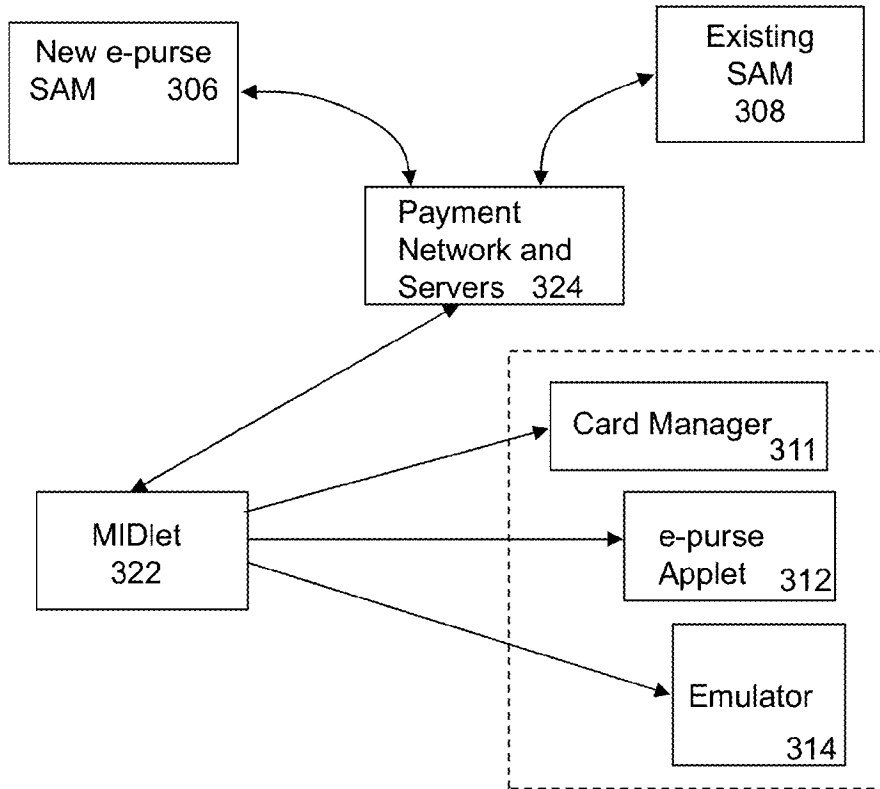 New e-purse
SAM 306
Existing
SAM
308
Payment
Network and
Servers 324
Card Manager
311
MIDlet
322
e-purse
Applet 312
Emulator
314